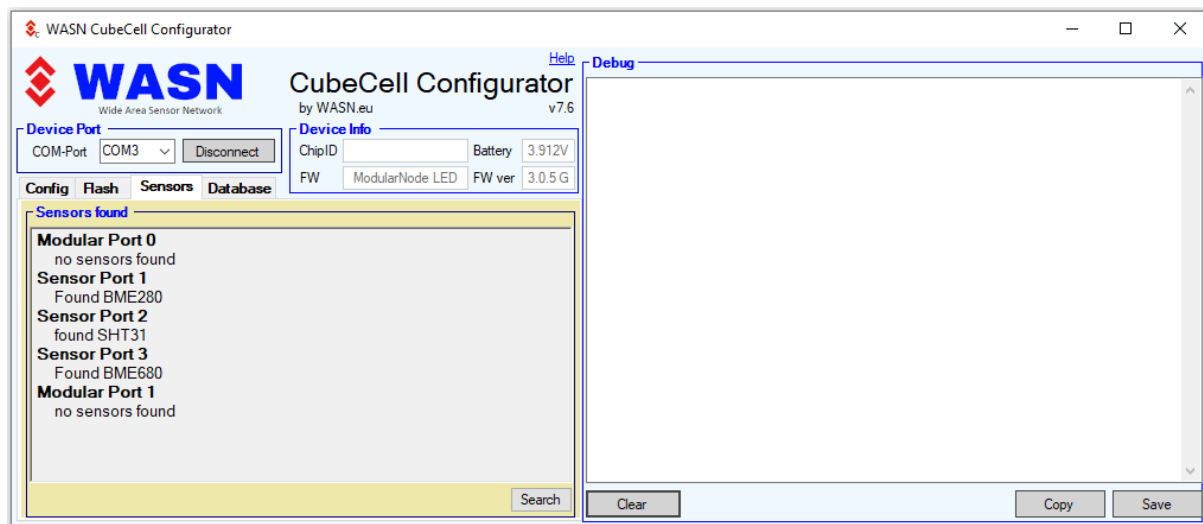 WASN CubeCell Configurator
WASN
Wide Area Sensor Network
Help
CubeCell Configurator
by WASN.eu v7.6
Device Port
COM-Port COM3 Disconnect
Device Info
ChipID Battery 3.912V
FW ModularNode LED FW ver 3.0.5 G
Config Flash Sensors Database
Sensors found
Modular Port 0
no sensors found
Sensor Port 1
Found BME280
Sensor Port 2
found SHT31
Sensor Port 3
Found BME680
Modular Port 1
no sensors found
Search
Debug
Clear Copy Save